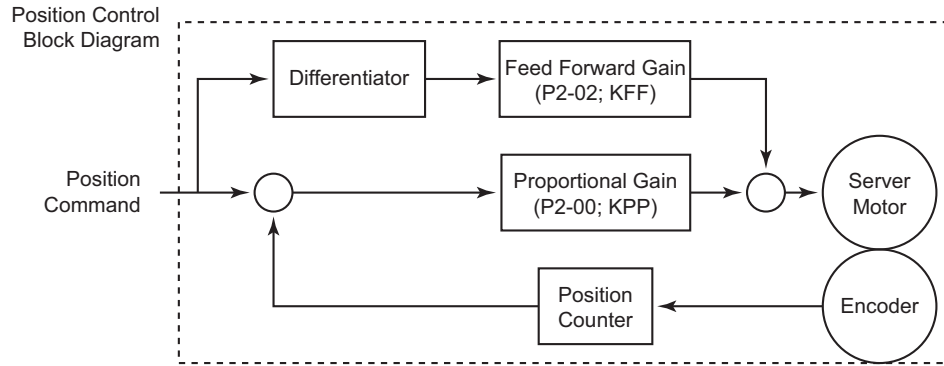 Position Control
Block Diagram
Differentiator
Feed Forward Gain
(P2-02; KFF)
Position
Command
Proportional Gain
(P2-00; KPP)
Server
Motor
Position
Counter
Encoder